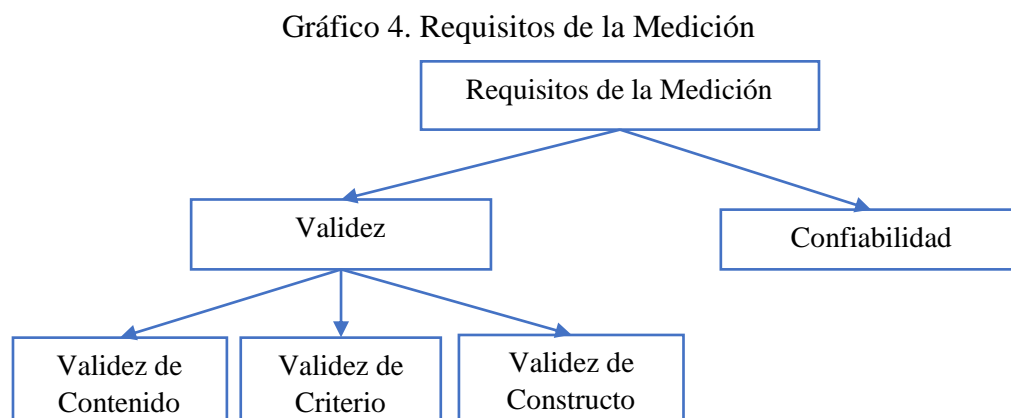 Gráfico 4. Requisitos de la Medición
Requisitos de la Medición
Validez
Confiabilidad
Validez de
Contenido
Validez de
Criterio
Validez de
Constructo